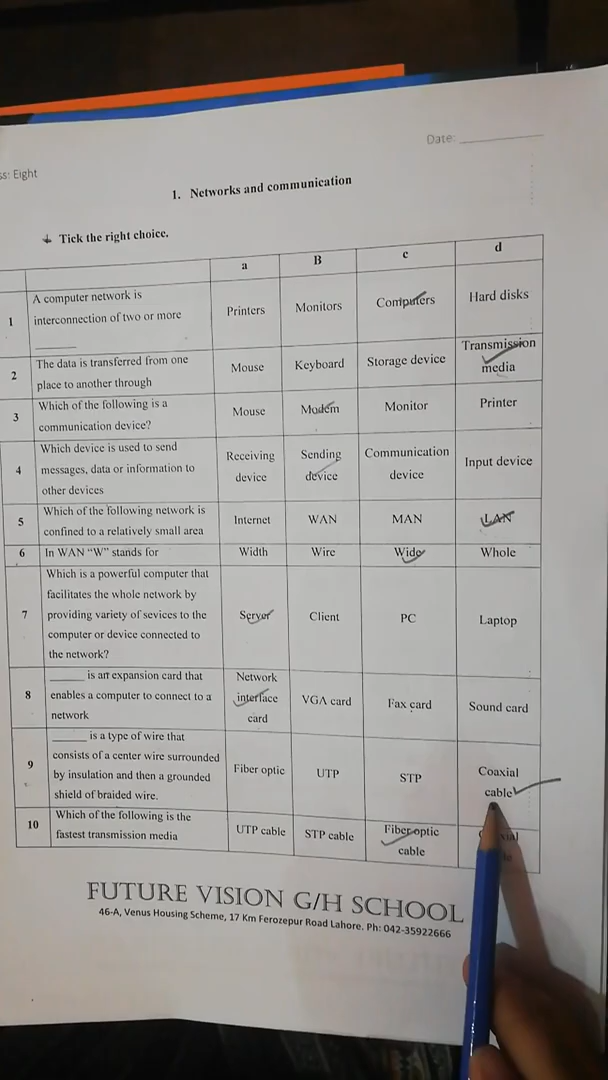 Date:
ss: Eight
1. Networks and communication
Tick the right choice.
a B c d
1 A computer network is interconnection of two or more ______ Printers Monitors Computers Hard disks
2 The data is transferred from one place to another through Mouse Keyboard Storage device Transmission media
3 Which of the following is a communication device? Mouse Modem Monitor Printer
4 Which device is used to send messages, data or information to other devices Receiving device Sending device Communication device Input device
5 Which of the following network is confined to a relatively small area Internet WAN MAN LAN
6 In WAN "W" stands for Width Wire Wide Whole
7 Which is a powerful computer that facilitates the whole network by providing variety of sevices to the computer or device connected to the network? Server Client PC Laptop
8 ______ is an expansion card that enables a computer to connect to a network Network interface card VGA card Fax card Sound card
9 ______ is a type of wire that consists of a center wire surrounded by insulation and then a grounded shield of braided wire. Fiber optic UTP STP Coaxial cable
10 Which of the following is the fastest transmission media UTP cable STP cable Fiber optic cable
FUTURE VISION G/H SCHOOL
46-A, Venus Housing Scheme, 17 Km Ferozepur Road Lahore. Ph: 042-35922666